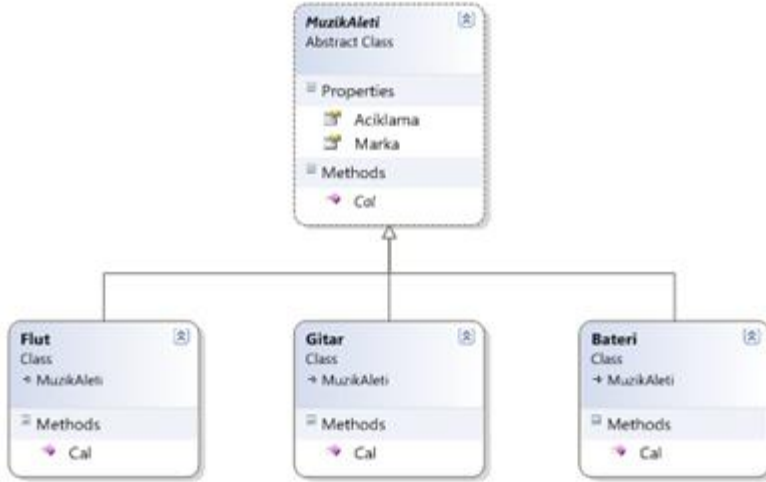 MuzikAleti
Abstract Class
Properties
Aciklama
Marka
Methods
Cal
Flut
Class
MuzikAleti
Methods
Cal
Gitar
Class
MuzikAleti
Methods
Cal
Bateri
Class
MuzikAleti
Methods
Cal